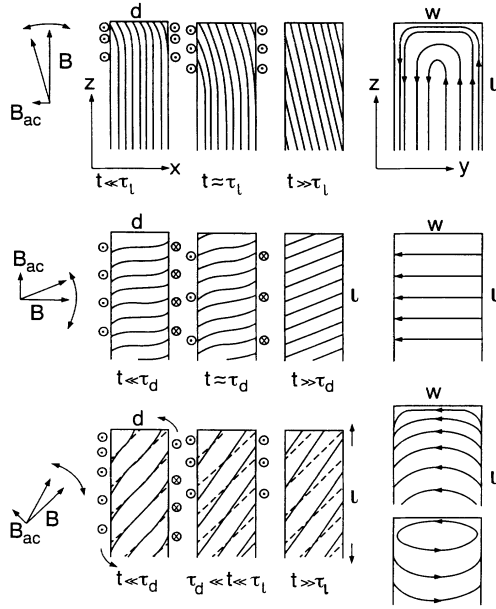 d w
B
B_ac
z z l
x y
t≪τ_l t≈τ_l t≫τ_l
d w
B_ac
B
l l
t≪τ_d t≈τ_d t≫τ_d
d w
B
B_ac
l l
t≪τ_d τ_d≪t≪τ_l t≫τ_l